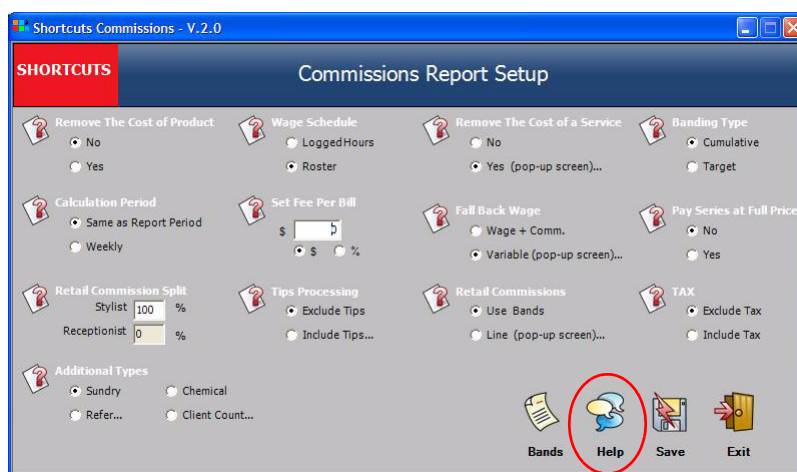 Shortcuts Commissions - V.2.0
SHORTCUTS
Commissions Report Setup
Remove The Cost of Product
No
Yes
Wage Schedule
LoggedHours
Roster
Remove The Cost of a Service
No
Yes (pop-up screen)...
Banding Type
Cumulative
Target
Calculation Period
Same as Report Period
Weekly
Set Fee Per Bill
$
$ %
Fall Back Wage
Wage + Comm.
Variable (pop-up screen)...
Pay Series at Full Price
No
Yes
Retail Commission Split
Stylist 100 %
Receptionist 0 %
Tips Processing
Exclude Tips
Include Tips...
Retail Commissions
Use Bands
Line (pop-up screen)...
TAX
Exclude Tax
Include Tax
Additional Types
Sundry Chemical
Refer... Client Count...
Bands Help Save Exit